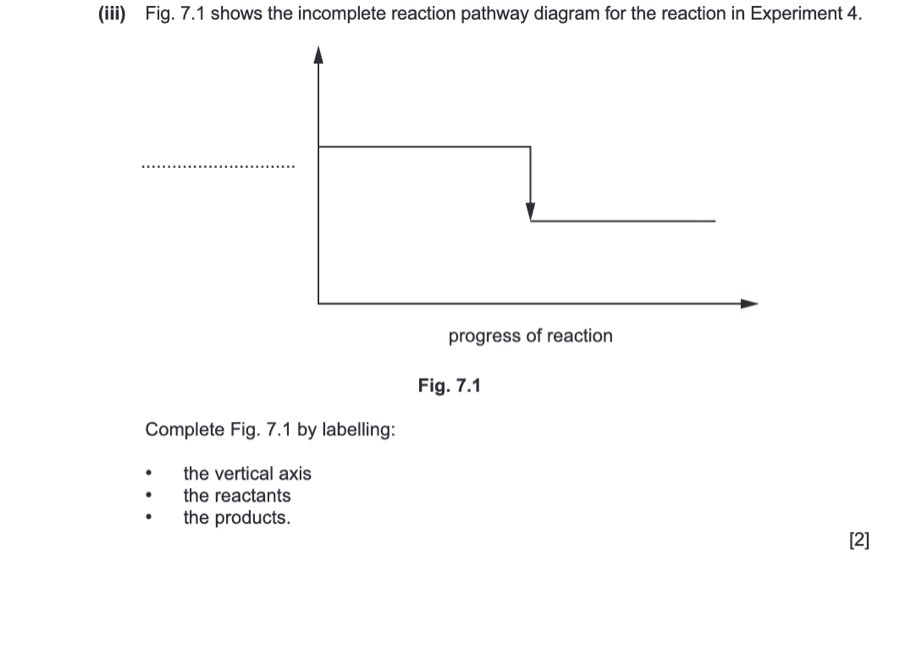 (iii) Fig. 7.1 shows the incomplete reaction pathway diagram for the reaction in Experiment 4.
..............................
progress of reaction
Fig. 7.1
Complete Fig. 7.1 by labelling:
• the vertical axis
• the reactants
• the products.
[2]